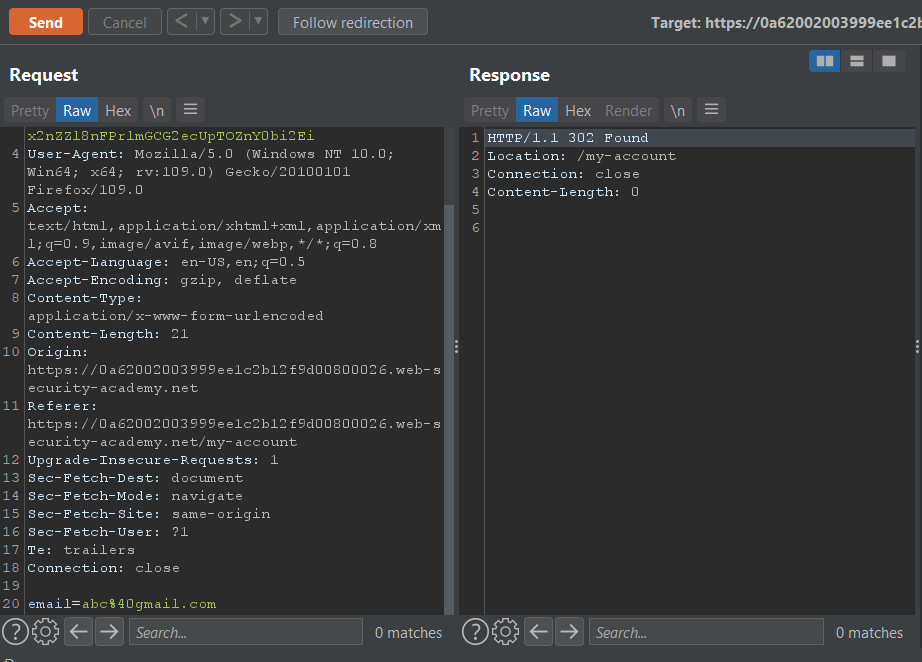 Send Cancel < > Follow redirection Target: https://0a62002003999ee1c2b
Request
Pretty Raw Hex \n
x2nZZl8nFPrlmGCG2ecUpTOZnY0bi2Ei
4 User-Agent: Mozilla/5.0 (Windows NT 10.0;
Win64; x64; rv:109.0) Gecko/20100101
Firefox/109.0
5 Accept:
text/html,application/xhtml+xml,application/xm
l;q=0.9,image/avif,image/webp,*/*;q=0.8
6 Accept-Language: en-US,en;q=0.5
7 Accept-Encoding: gzip, deflate
8 Content-Type:
application/x-www-form-urlencoded
9 Content-Length: 21
10 Origin:
https://0a62002003999ee1c2b12f9d00800026.web-s
ecurity-academy.net
11 Referer:
https://0a62002003999ee1c2b12f9d00800026.web-s
ecurity-academy.net/my-account
12 Upgrade-Insecure-Requests: 1
13 Sec-Fetch-Dest: document
14 Sec-Fetch-Mode: navigate
15 Sec-Fetch-Site: same-origin
16 Sec-Fetch-User: ?1
17 Te: trailers
18 Connection: close
19
20 email=abc%40gmail.com
Search... 0 matches
Response
Pretty Raw Hex Render \n
1 HTTP/1.1 302 Found
2 Location: /my-account
3 Connection: close
4 Content-Length: 0
5
6
Search... 0 matches